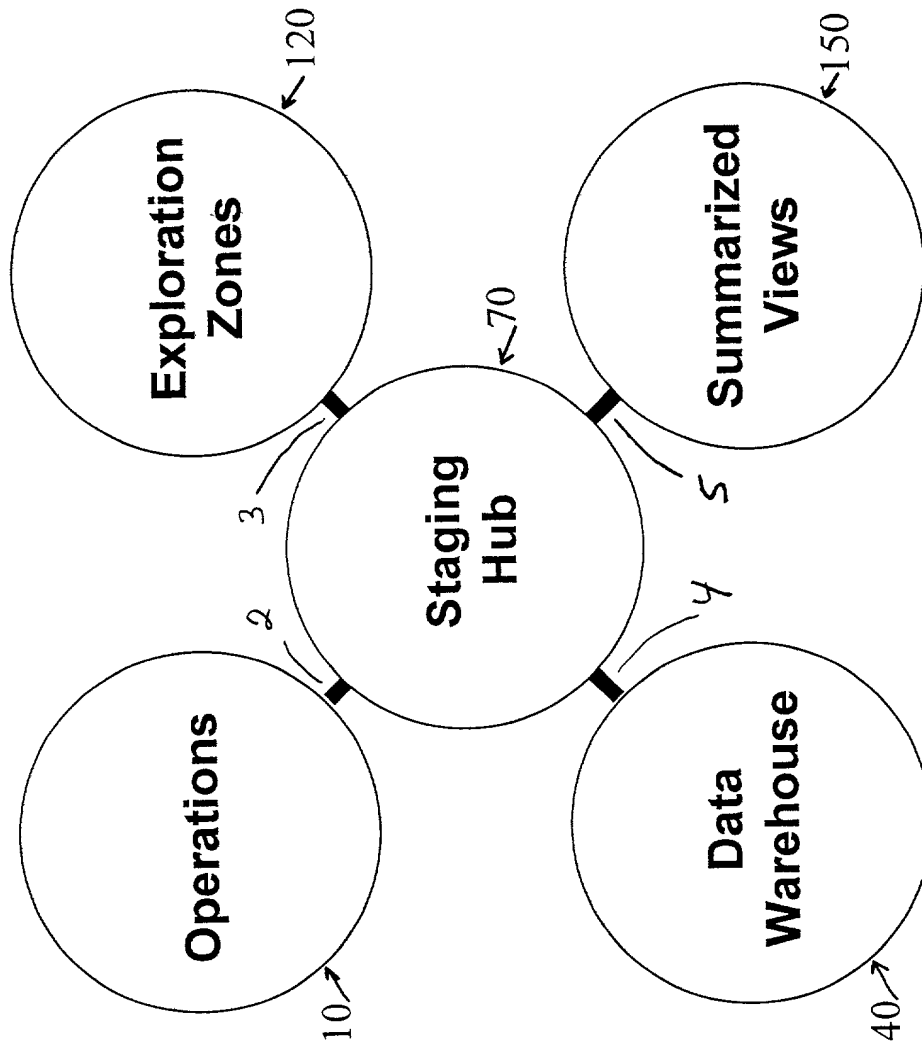 Operations
10
2
Exploration
Zones
120
3
Staging
Hub
70
Data
Warehouse
40
4
Summarized
Views
150
5